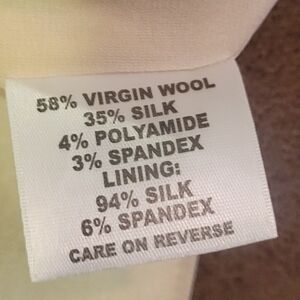 58% VIRGIN WOOL
35% SILK
4% POLYAMIDE
3% SPANDEX
LINING:
94% SILK
6% SPANDEX
CARE ON REVERSE